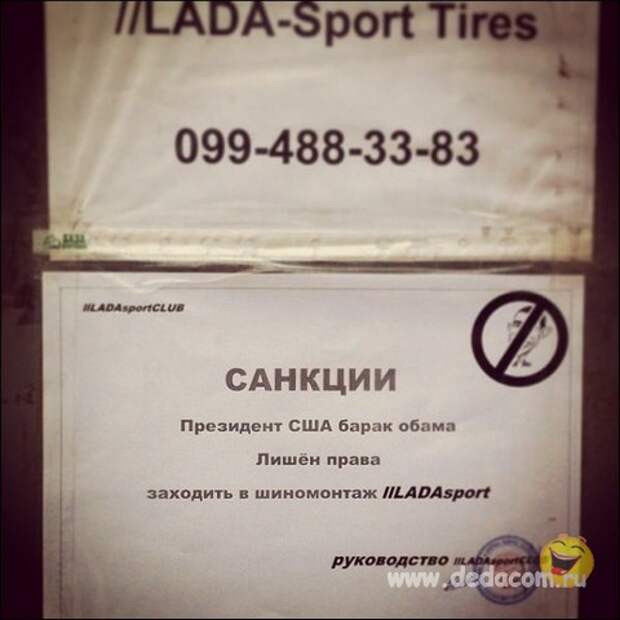 //LADA-Sport Tires
099-488-33-83
//LADAsportCLUB
САНКЦИИ
Президент США барак обама
Лишён права
заходить в шиномонтаж //LADAsport
руководство //LADAsportCLUB
www.dedacom.ru